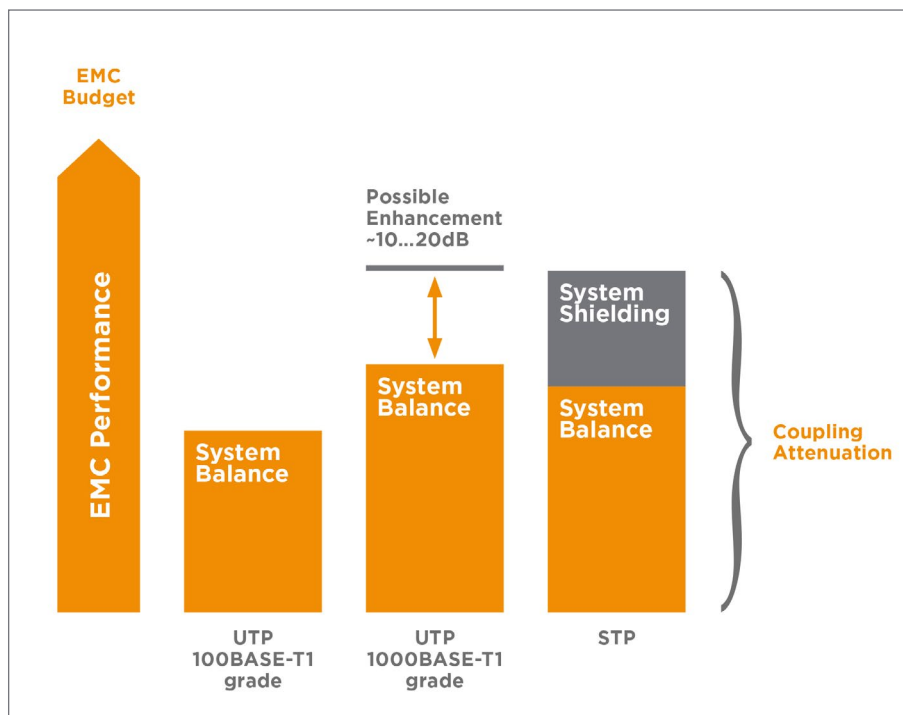 EMC
Budget
EMC Performance
Possible
Enhancement
~10...20dB
System
Balance
System
Balance
System
Shielding
System
Balance
Coupling
Attenuation
UTP
100BASE-T1
grade
UTP
1000BASE-T1
grade
STP